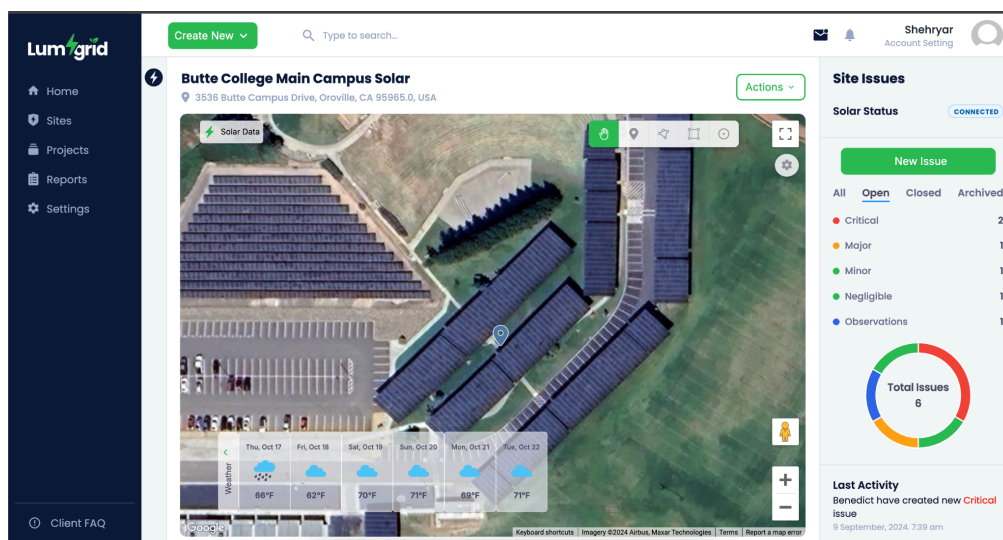 Lumigrid
Home
Sites
Projects
Reports
Settings
Client FAQ
Create New
Type to search...
Shehryar
Account Setting
Butte College Main Campus Solar
3536 Butte Campus Drive, Oroville, CA 95965.0, USA
Actions
Solar Data
Weather
Thu, Oct 17
Fri, Oct 18
Sat, Oct 19
Sun, Oct 20
Mon, Oct 21
Tue, Oct 22
66°F
62°F
70°F
71°F
69°F
71°F
Google
Keyboard shortcuts
Imagery ©2024 Airbus, Maxar Technologies
Terms
Report a map error
Site Issues
Solar Status
CONNECTED
New Issue
All
Open
Closed
Archived
Critical 2
Major 1
Minor 1
Negligible 1
Observations 1
Total Issues
6
Last Activity
Benedict have created new Critical
issue
9 September, 2024. 7:39 am